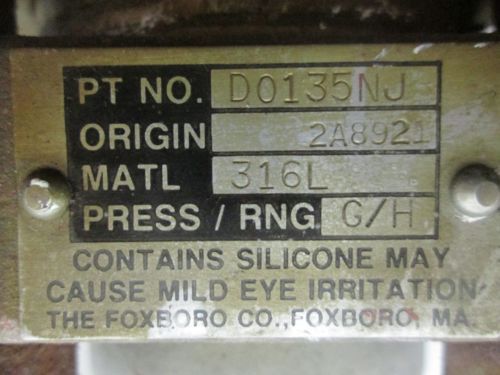 PT NO. D0135NJ
ORIGIN 2A8921
MATL 316L
PRESS / RNG G/H
CONTAINS SILICONE MAY
CAUSE MILD EYE IRRITATION
THE FOXBORO CO., FOXBORO, MA.